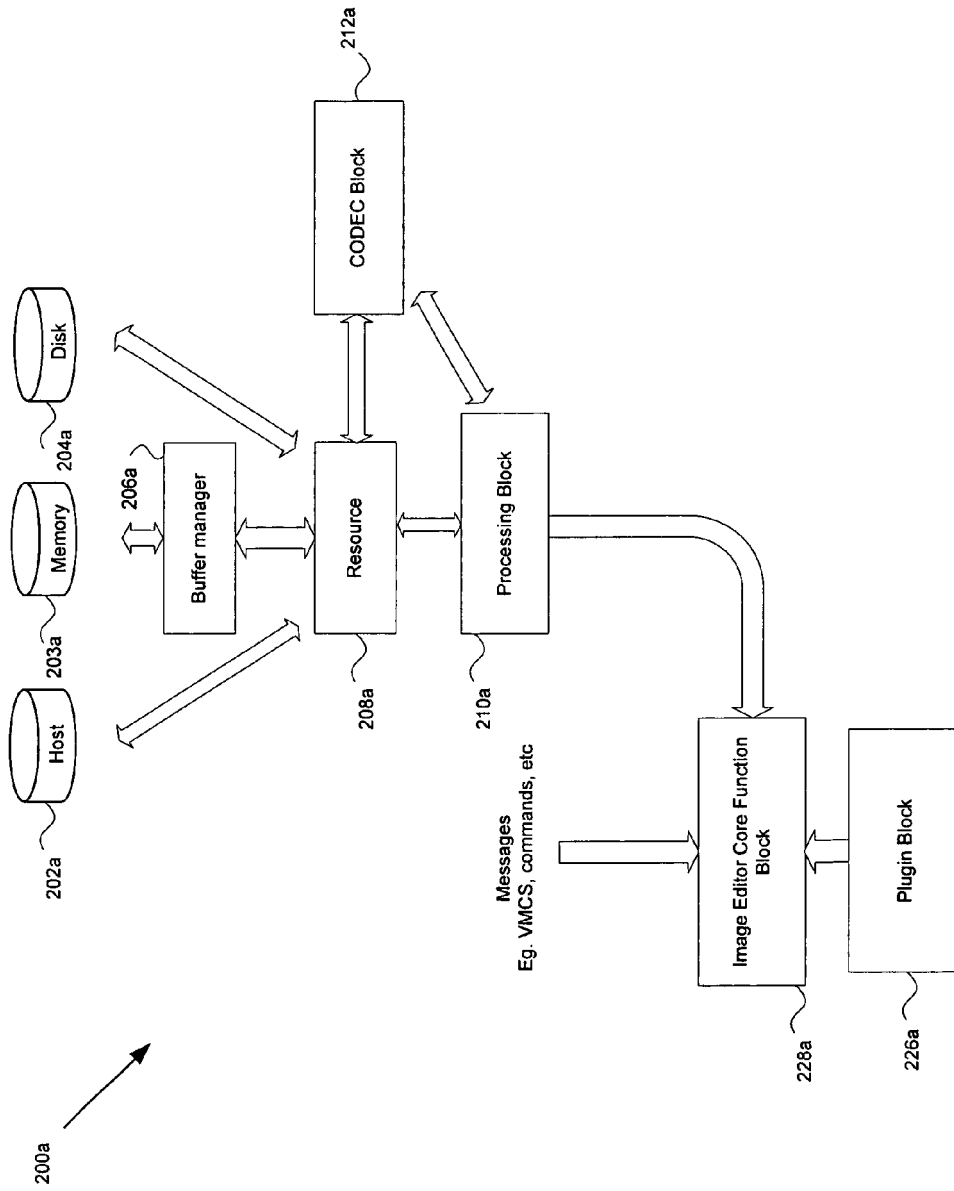 200a
Host
202a
Memory
203a
Disk
204a
206a
Buffer manager
Resource
208a
CODEC Block
212a
Processing Block
210a
Messages
Eg. VMCS, commands, etc
Image Editor Core Function
Block
228a
Plugin Block
226a